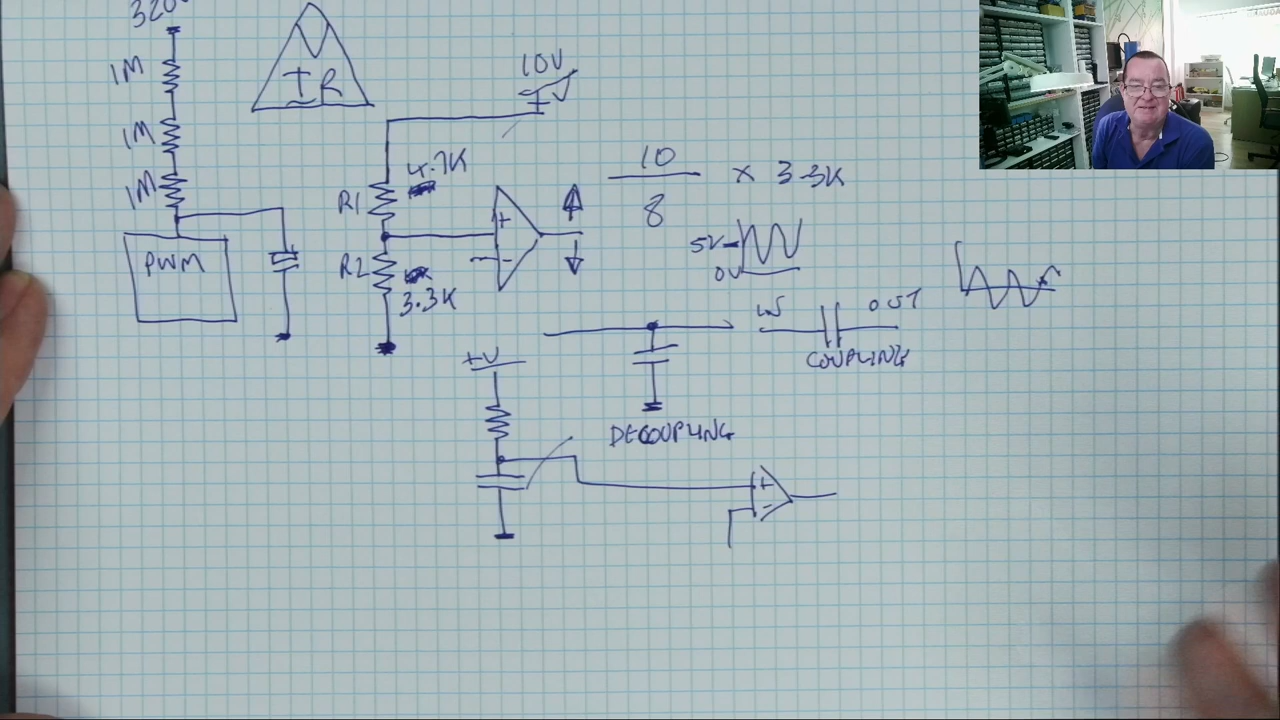 320V
1M
1M
1M
PWM
V
I R
10V
R1
4.7K
R2
3.3K
+
-
10
8
x 3.3K
5V
0V
IN
OUT
COUPLING
DECOUPLING
+V
+
-